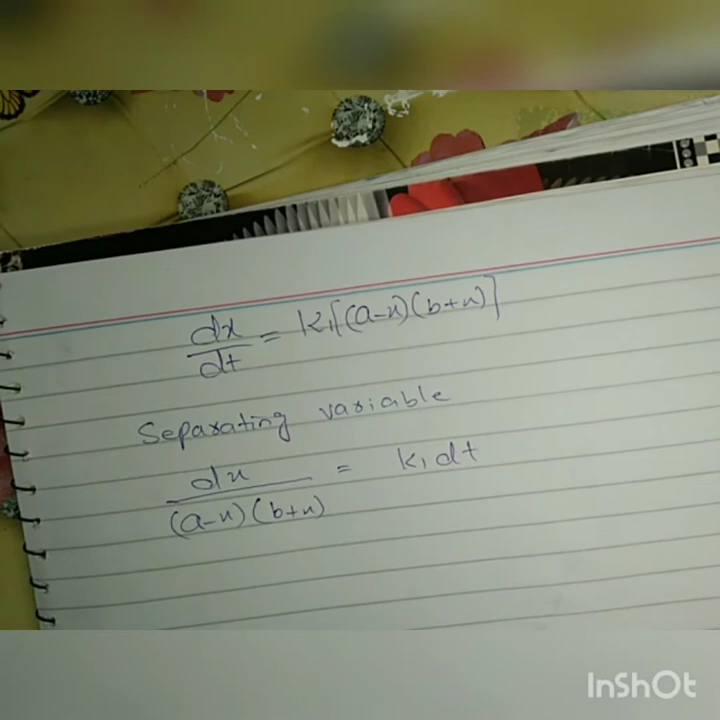 dx/dt = K₁[(a-x)(b+x)]
Separating variable
dx/(a-x)(b+x) = K₁dt
InShOt